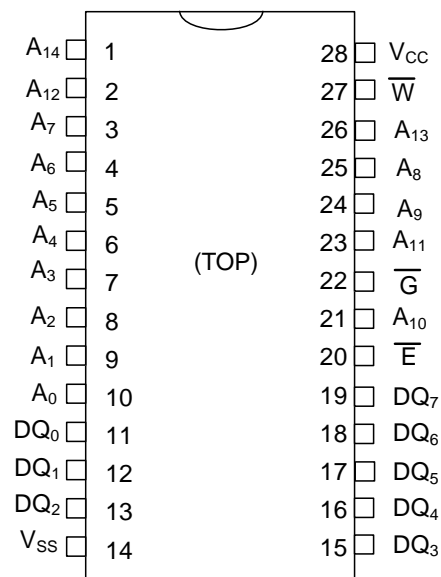 A₁₄ 1 28 V_CC
A₁₂ 2 27 W̅
A₇ 3 26 A₁₃
A₆ 4 25 A₈
A₅ 5 24 A₉
A₄ 6 23 A₁₁
(TOP)
A₃ 7 22 G̅
A₂ 8 21 A₁₀
A₁ 9 20 E̅
A₀ 10 19 DQ₇
DQ₀ 11 18 DQ₆
DQ₁ 12 17 DQ₅
DQ₂ 13 16 DQ₄
V_SS 14 15 DQ₃